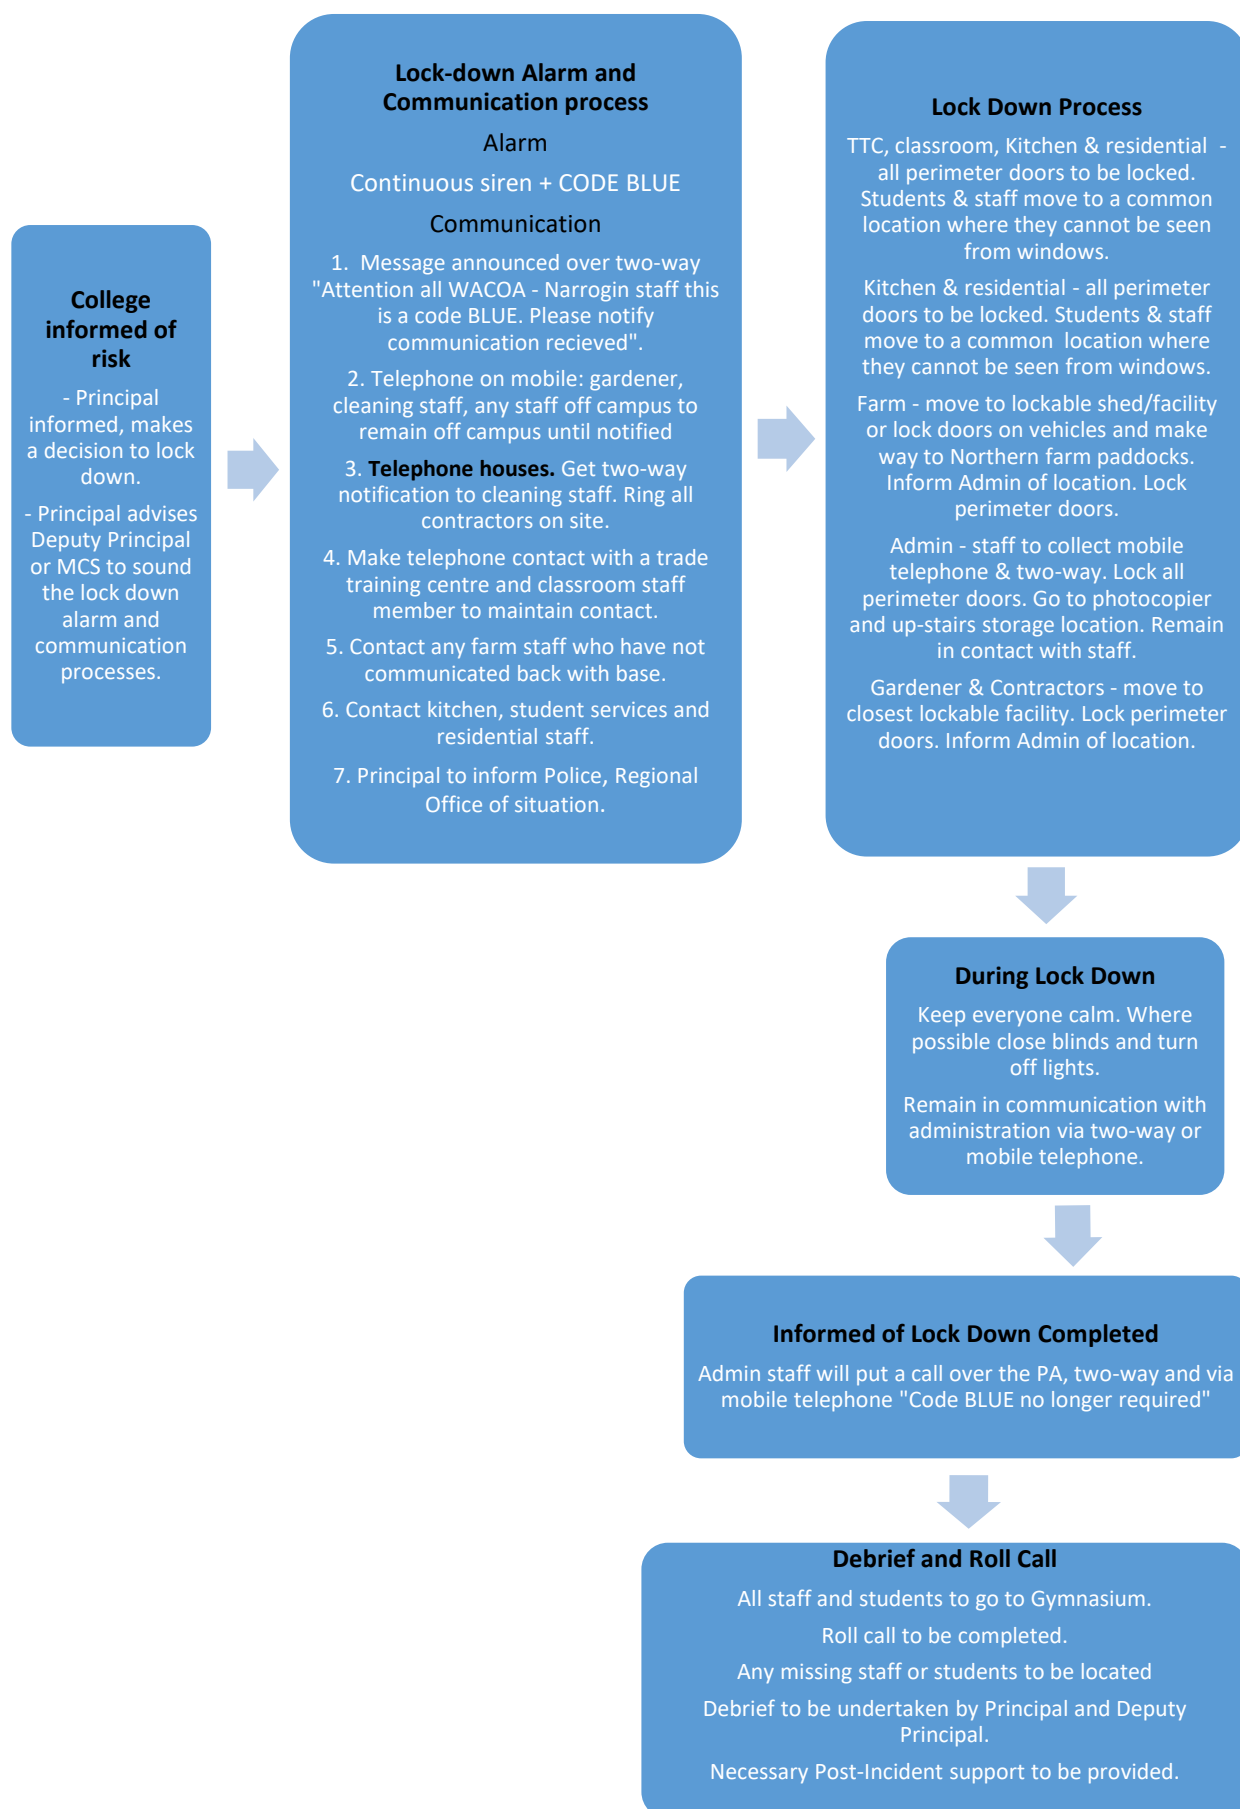 College
informed of
risk
- Principal
informed, makes
a decision to lock
down.
- Principal advises
Deputy Principal
or MCS to sound
the lock down
alarm and
communication
processes.
Lock-down Alarm and
Communication process
Alarm
Continuous siren + CODE BLUE
Communication
1. Message announced over two-way
"Attention all WACOA - Narrogin staff this
is a code BLUE. Please notify
communication recieved".
2. Telephone on mobile: gardener,
cleaning staff, any staff off campus to
remain off campus until notified
3. Telephone houses. Get two-way
notification to cleaning staff. Ring all
contractors on site.
4. Make telephone contact with a trade
training centre and classroom staff
member to maintain contact.
5. Contact any farm staff who have not
communicated back with base.
6. Contact kitchen, student services and
residential staff.
7. Principal to inform Police, Regional
Office of situation.
Lock Down Process
TTC, classroom, Kitchen & residential -
all perimeter doors to be locked.
Students & staff move to a common
location where they cannot be seen
from windows.
Kitchen & residential - all perimeter
doors to be locked. Students & staff
move to a common location where
they cannot be seen from windows.
Farm - move to lockable shed/facility
or lock doors on vehicles and make
way to Northern farm paddocks.
Inform Admin of location. Lock
perimeter doors.
Admin - staff to collect mobile
telephone & two-way. Lock all
perimeter doors. Go to photocopier
and up-stairs storage location. Remain
in contact with staff.
Gardener & Contractors - move to
closest lockable facility. Lock perimeter
doors. Inform Admin of location.
During Lock Down
Keep everyone calm. Where
possible close blinds and turn
off lights.
Remain in communication with
administration via two-way or
mobile telephone.
Informed of Lock Down Completed
Admin staff will put a call over the PA, two-way and via
mobile telephone "Code BLUE no longer required"
Debrief and Roll Call
All staff and students to go to Gymnasium.
Roll call to be completed.
Any missing staff or students to be located
Debrief to be undertaken by Principal and Deputy
Principal.
Necessary Post-Incident support to be provided.